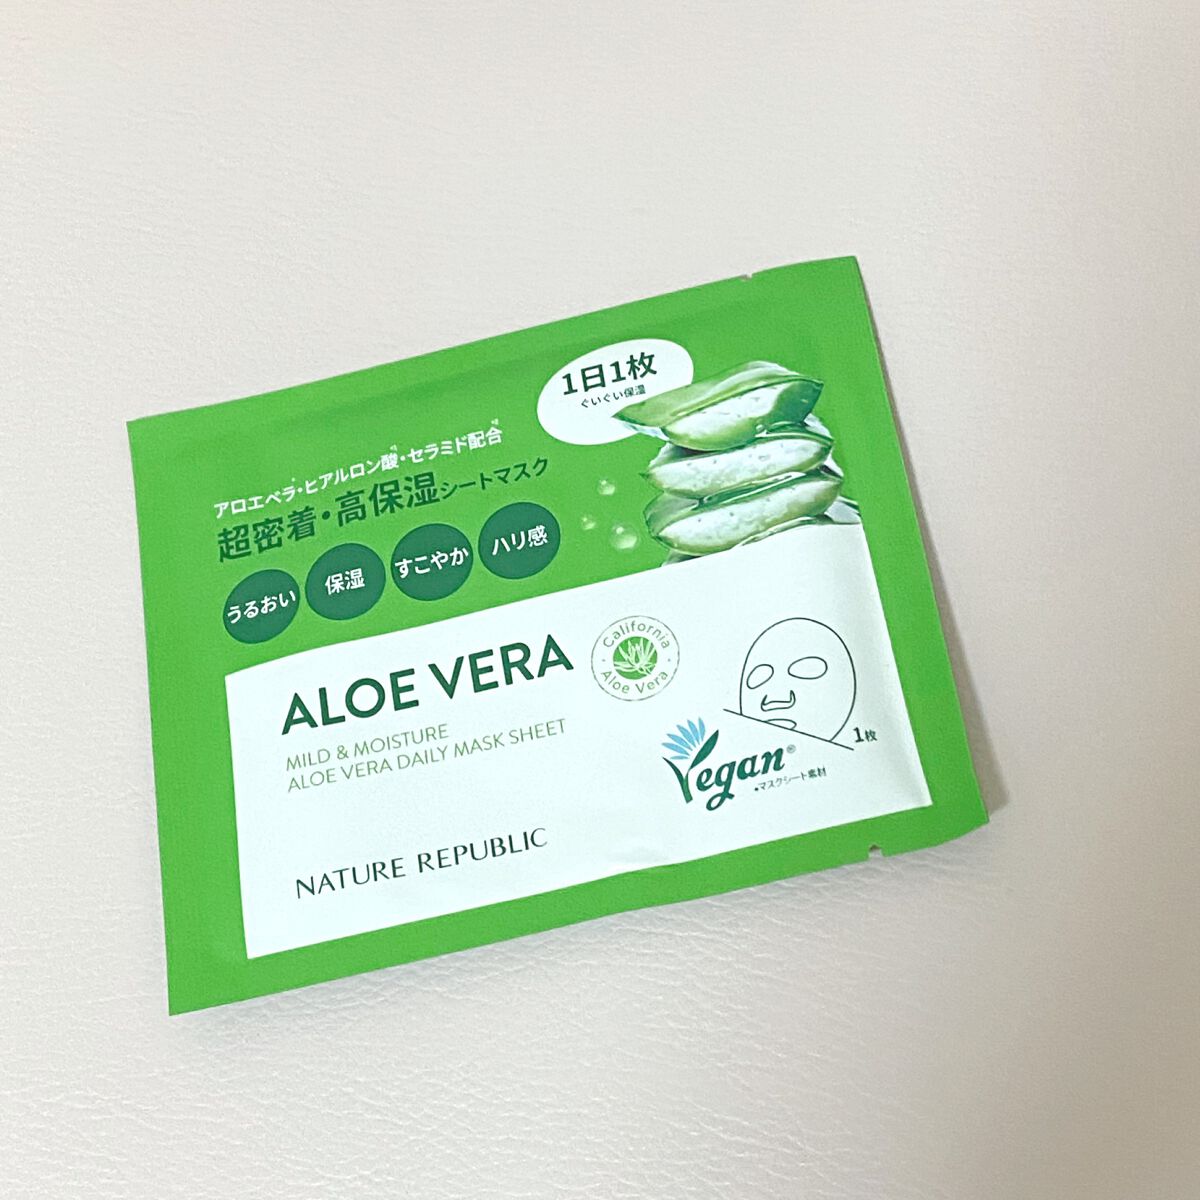 1日1枚
ぐいぐい保湿
アロエベラ・ヒアルロン酸・セラミド配合
超密着・高保湿シートマスク
うるおい
保湿
すこやか
ハリ感
ALOE VERA
California
Aloe Vera
MILD & MOISTURE
ALOE VERA DAILY MASK SHEET
Vegan®
•マスクシート素材
1枚
NATURE REPUBLIC